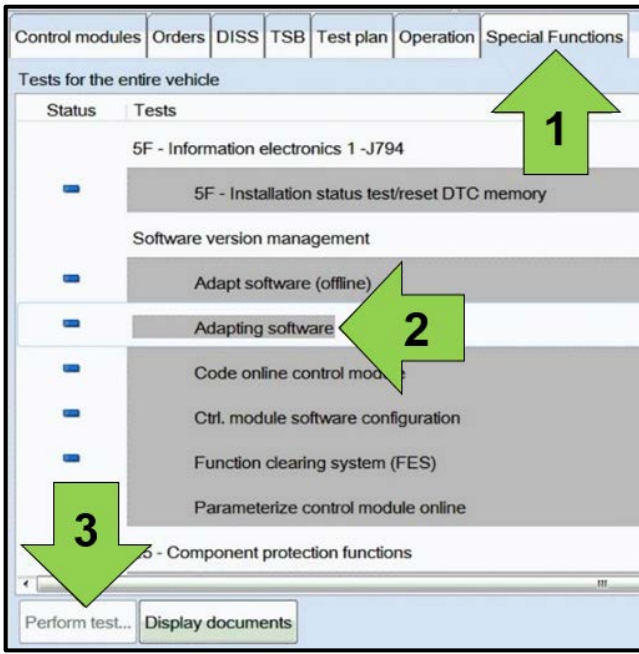 Control modules Orders DISS TSB Test plan Operation Special Functions
Tests for the entire vehicle
Status Tests
1
5F - Information electronics 1 -J794
5F - Installation status test/reset DTC memory
Software version management
Adapt software (offline)
Adapting software
2
Code online control module
Ctrl. module software configuration
Function clearing system (FES)
Parameterize control module online
3
5 - Component protection functions
Perform test... Display documents